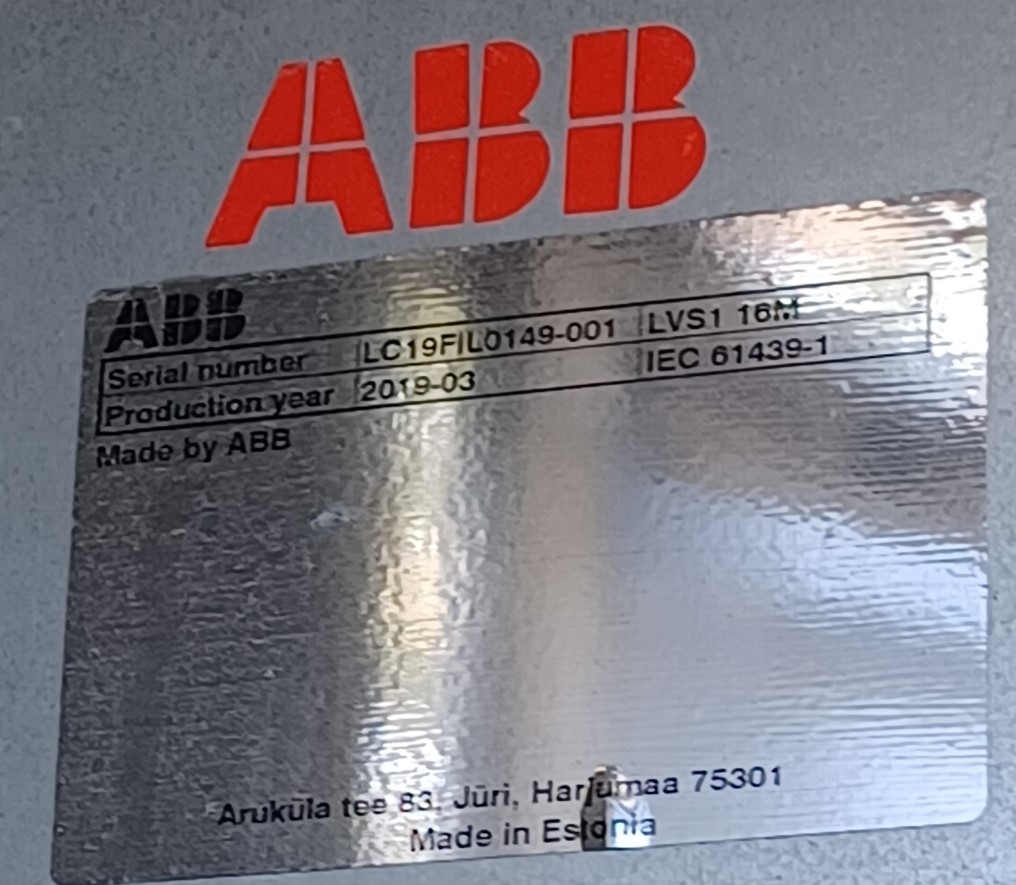 ABB
ABB
Serial number LC19FIL0149-001 LVS1 16M
Production year 2019-03 IEC 61439-1
Made by ABB
Aruküla tee 83, Jüri, Harjumaa 75301
Made in Estonia